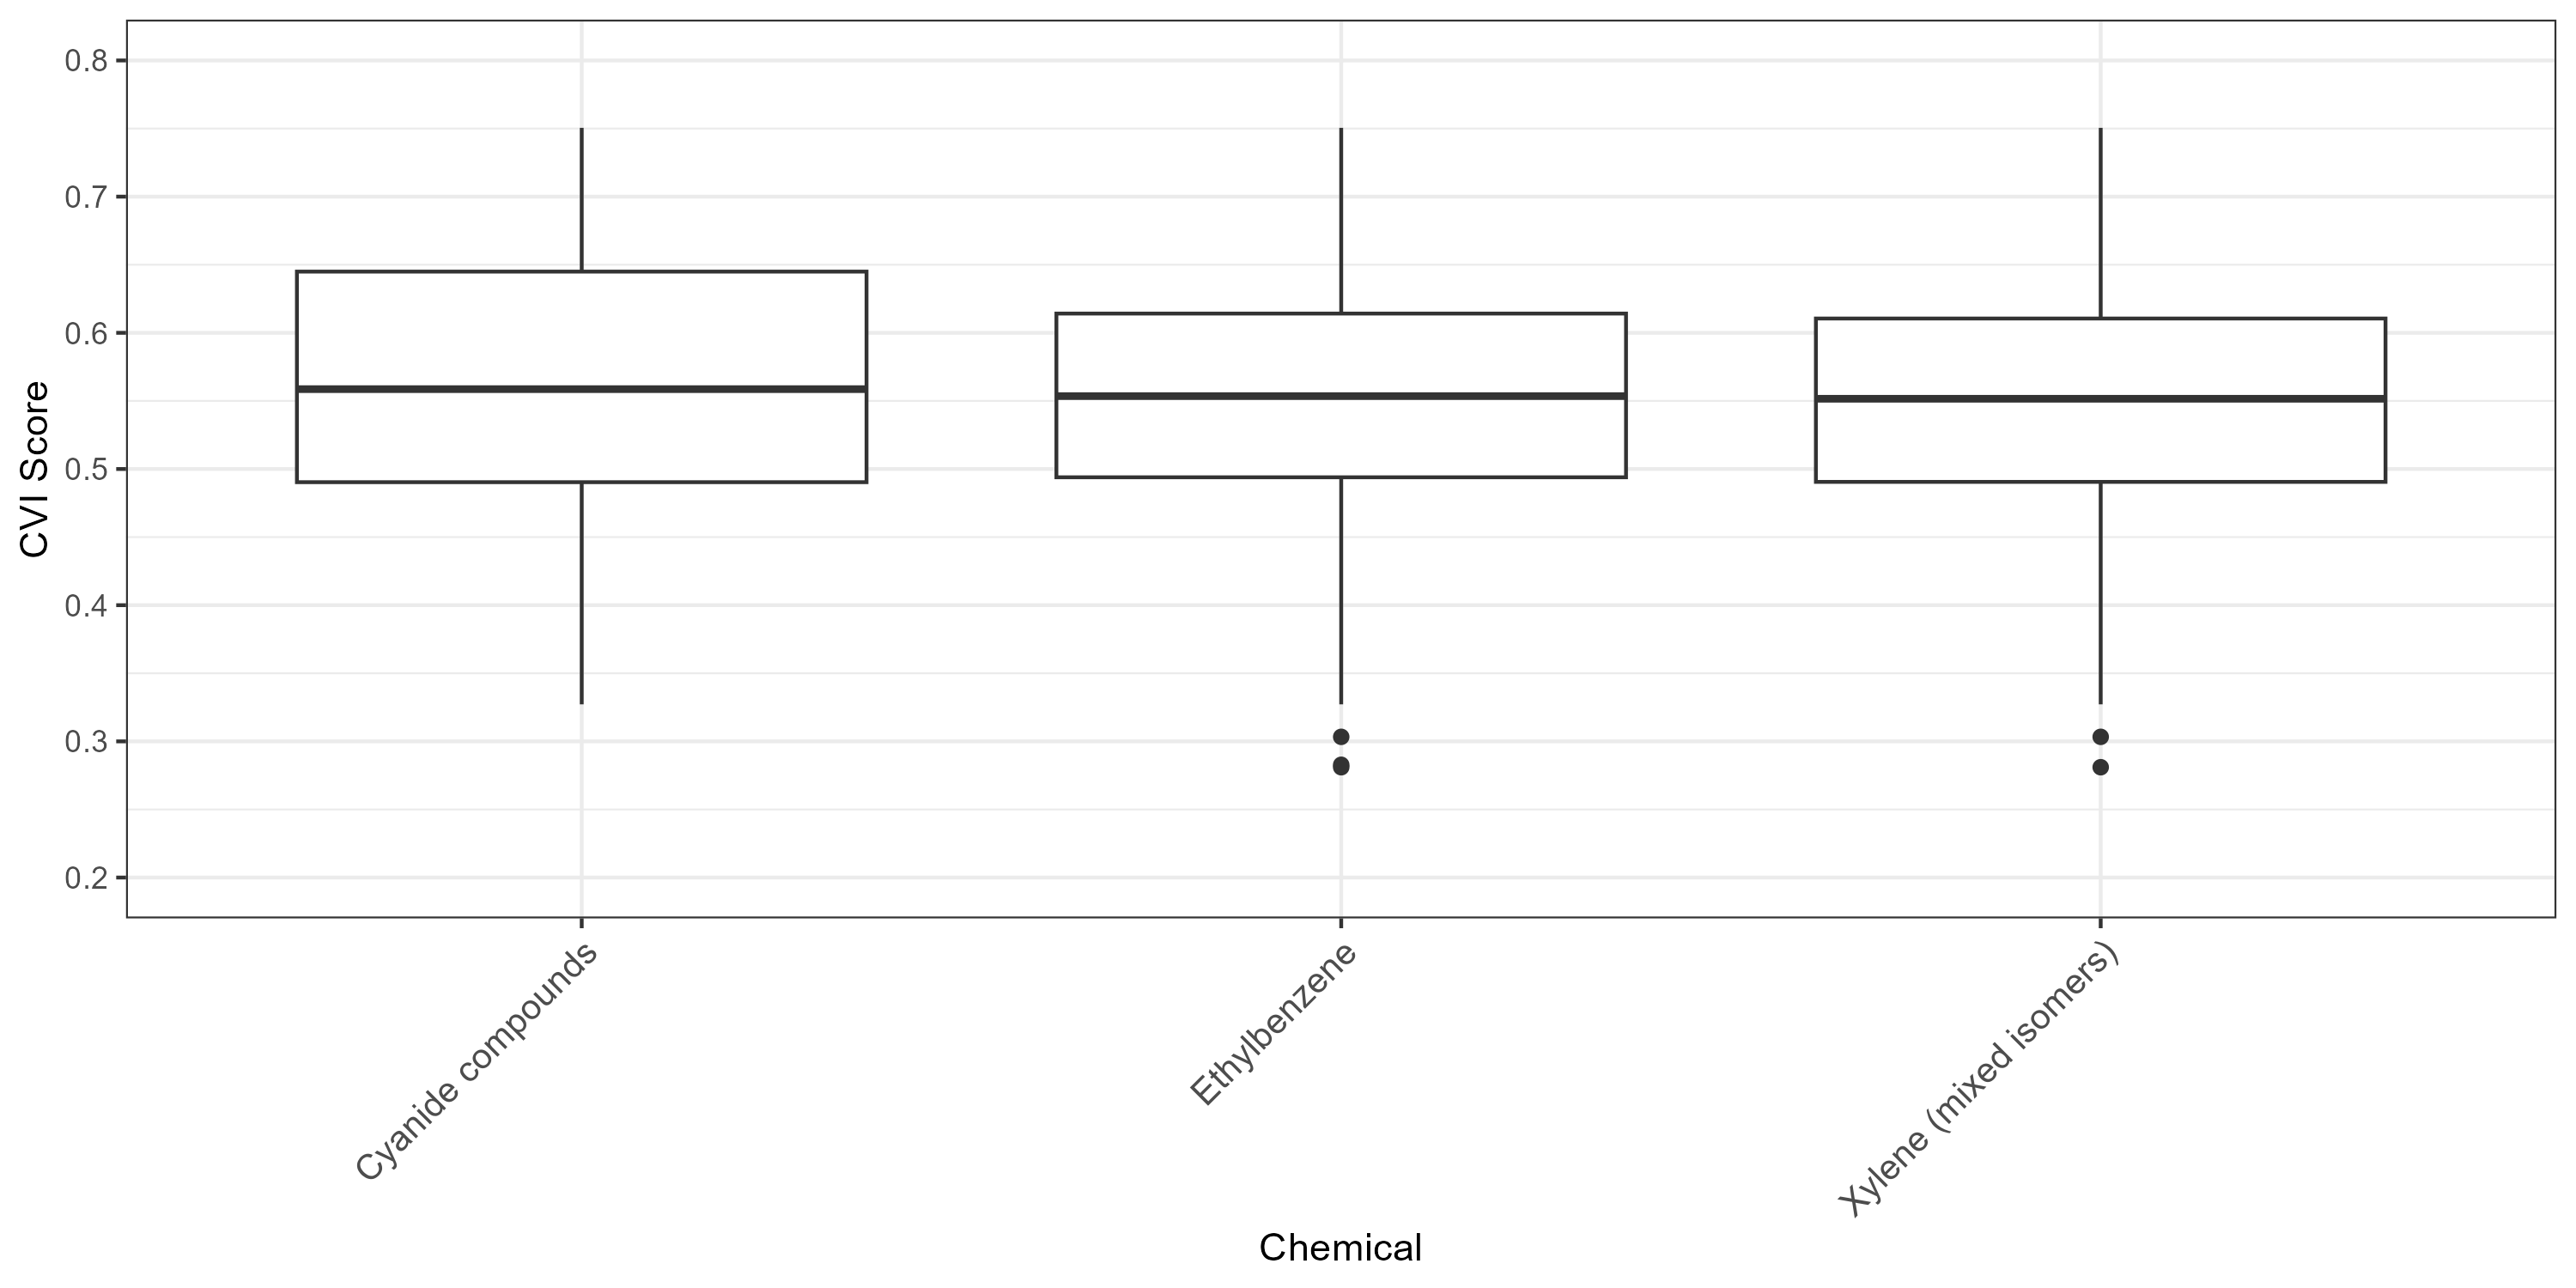 CVI Score
0.8
0.7
0.6
0.5
0.4
0.3
0.2
Cyanide compounds
Ethylbenzene
Xylene (mixed isomers)
Chemical